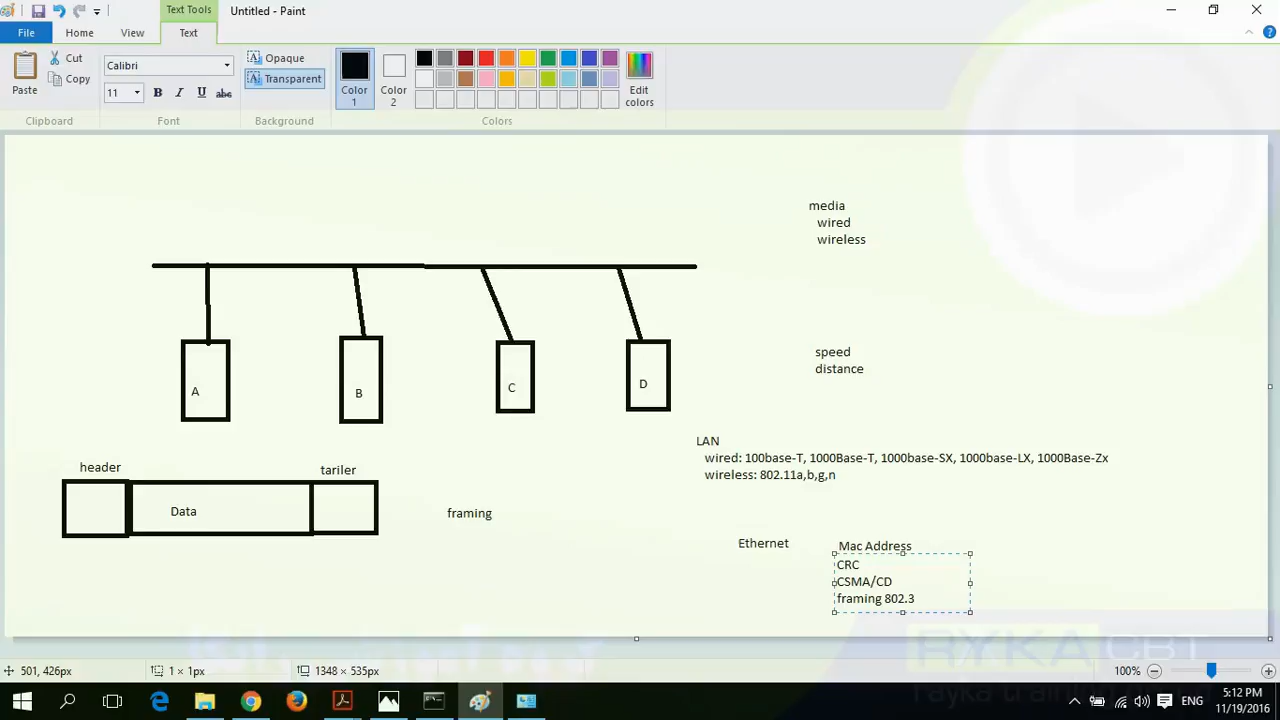 Text Tools
Untitled - Paint
File
Home
View
Text
Paste
Cut
Copy
Calibri
11
B I U abc
Opaque
Transparent
Color 1
Color 2
Edit colors
Clipboard
Font
Background
Colors
media
wired
wireless
A
B
C
D
speed
distance
LAN
wired: 100base-T, 1000Base-T, 1000base-SX, 1000base-LX, 1000Base-Zx
wireless: 802.11a,b,g,n
header
tariler
Data
framing
Ethernet
Mac Address
CRC
CSMA/CD
framing 802.3
RYKA CBT
501, 426px
1 × 1px
1348 × 535px
100%
ENG
5:12 PM
11/19/2016